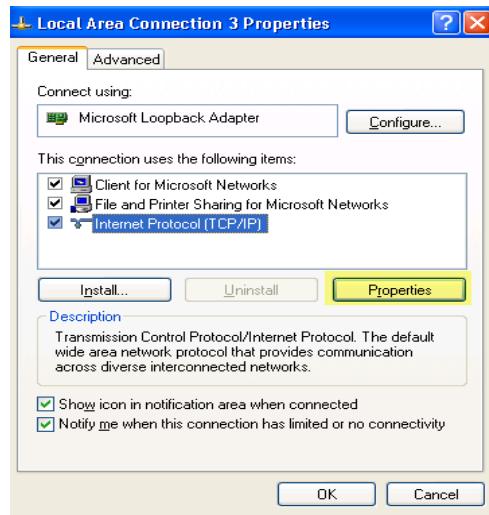 Local Area Connection 3 Properties
?
General Advanced
Connect using:
Microsoft Loopback Adapter
Configure...
This connection uses the following items:
Client for Microsoft Networks
File and Printer Sharing for Microsoft Networks
Internet Protocol (TCP/IP)
Install... Uninstall Properties
Description
Transmission Control Protocol/Internet Protocol. The default
wide area network protocol that provides communication
across diverse interconnected networks.
Show icon in notification area when connected
Notify me when this connection has limited or no connectivity
OK Cancel